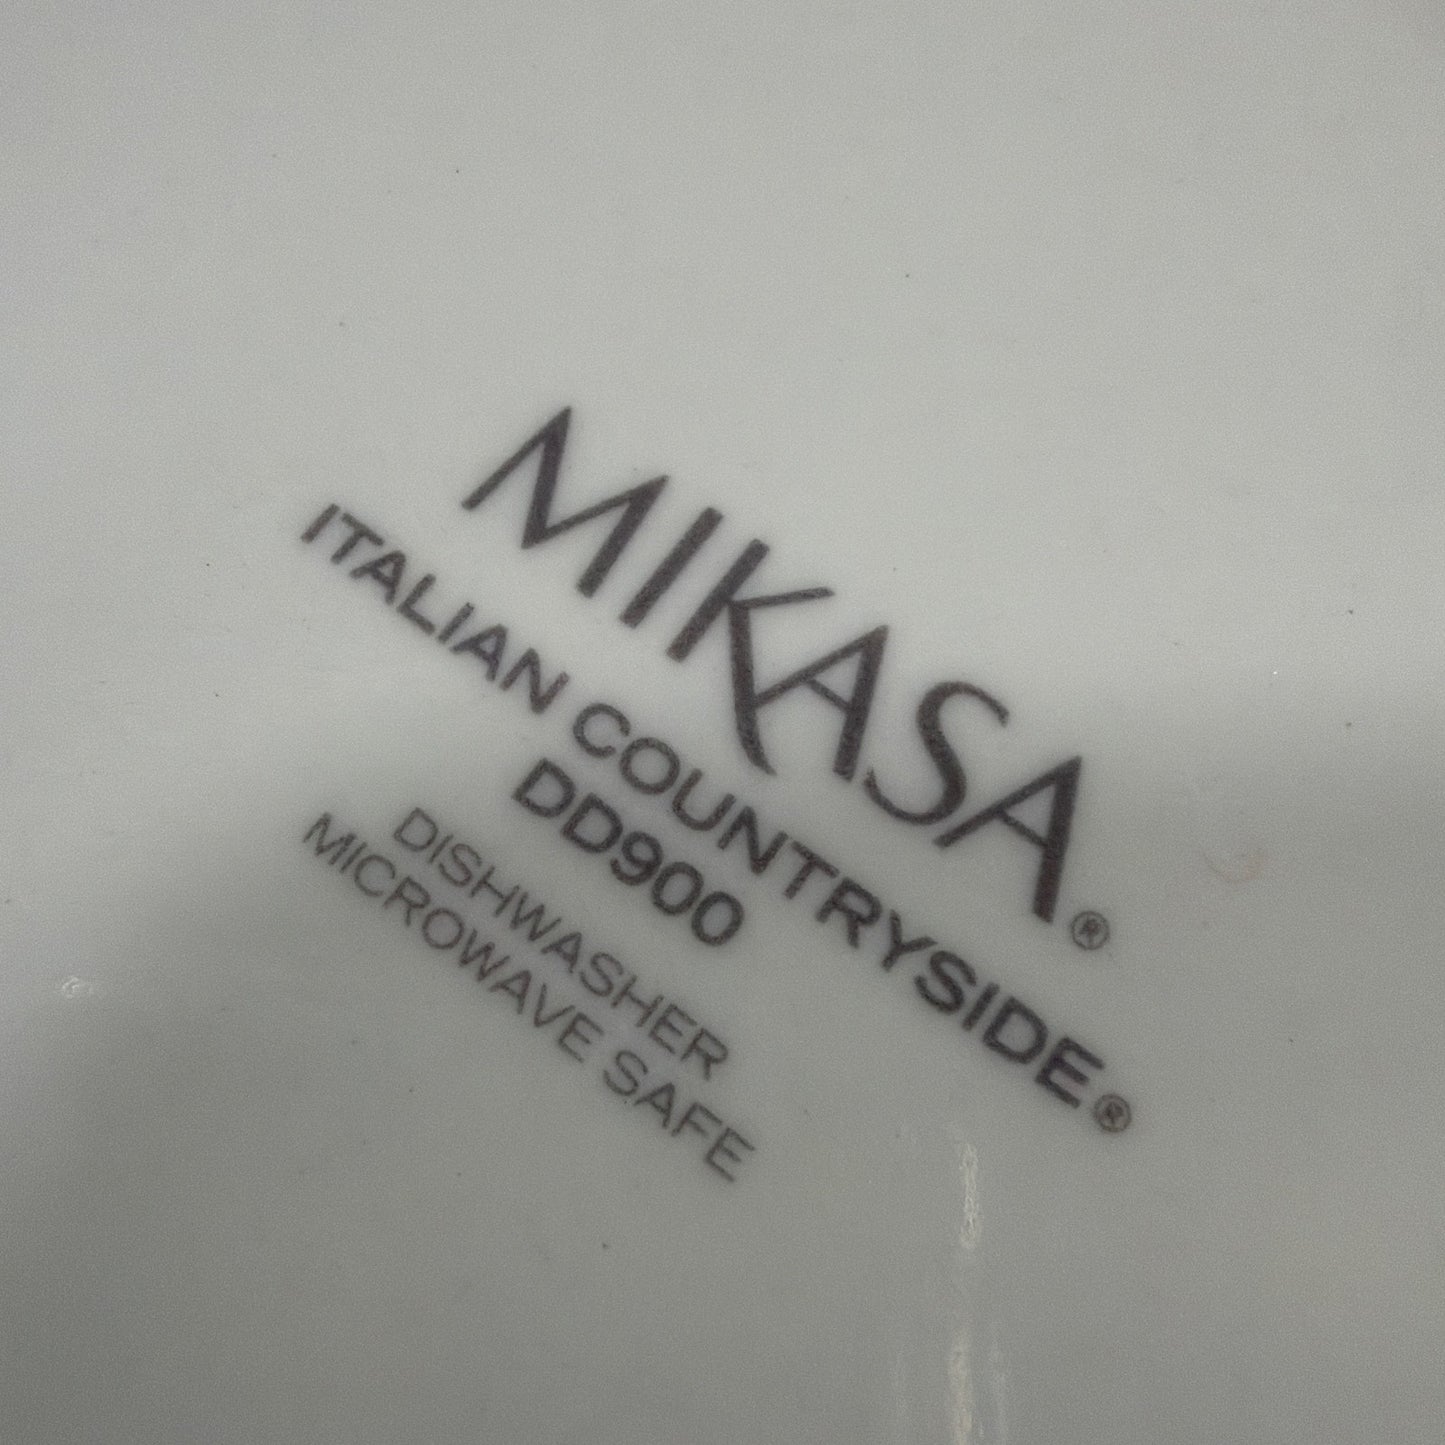 MIKASA®
ITALIAN COUNTRYSIDE®
DD900
DISHWASHER
MICROWAVE SAFE